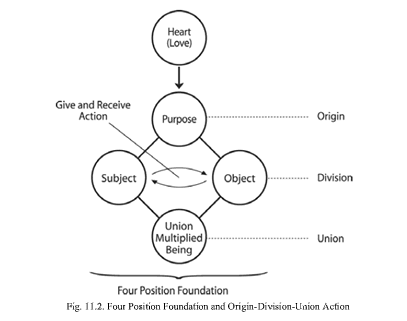 Heart
(Love)
Give and Receive
Action
Purpose
Origin
Subject
Object
Division
Union
Multiplied
Being
Union
Four Position Foundation
Fig. 11.2. Four Position Foundation and Origin-Division-Union Action